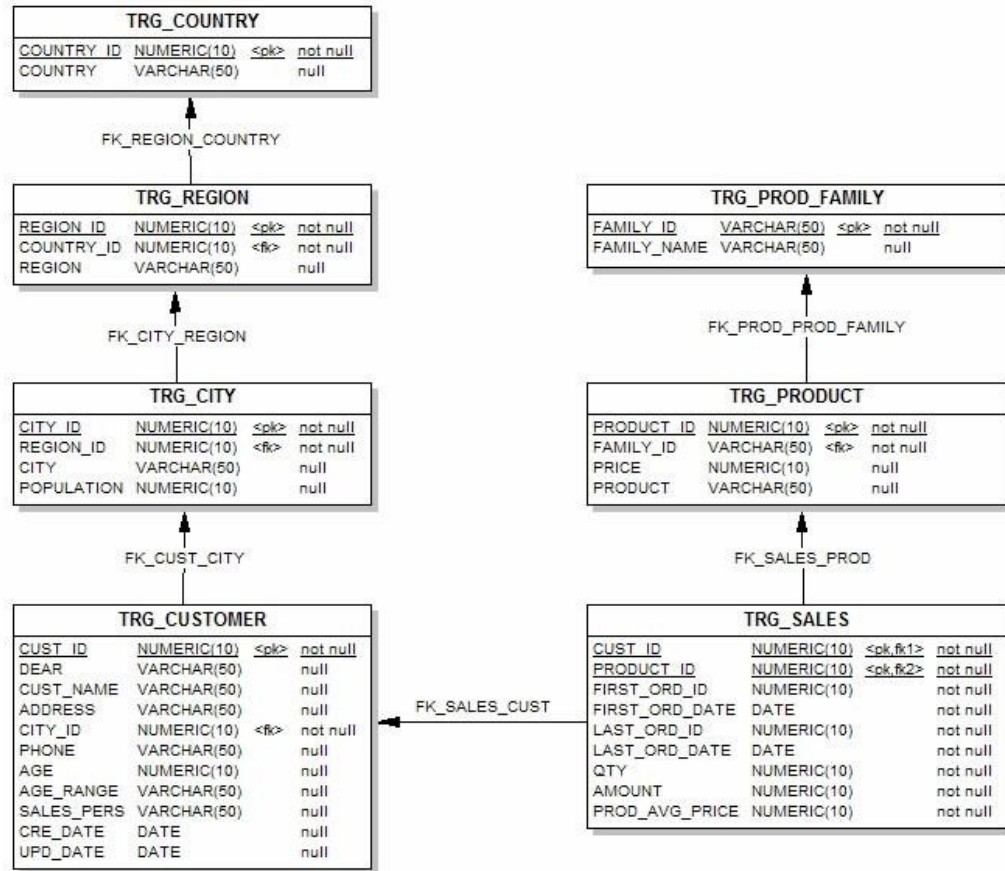 TRG_COUNTRY
COUNTRY_ID NUMERIC(10) <pk> not null
COUNTRY VARCHAR(50) null
FK_REGION_COUNTRY
TRG_REGION
REGION_ID NUMERIC(10) <pk> not null
COUNTRY_ID NUMERIC(10) <fk> not null
REGION VARCHAR(50) null
FK_CITY_REGION
TRG_CITY
CITY_ID NUMERIC(10) <pk> not null
REGION_ID NUMERIC(10) <fk> not null
CITY VARCHAR(50) null
POPULATION NUMERIC(10) null
FK_CUST_CITY
TRG_CUSTOMER
CUST_ID NUMERIC(10) <pk> not null
DEAR VARCHAR(50) null
CUST_NAME VARCHAR(50) null
ADDRESS VARCHAR(50) null
CITY_ID NUMERIC(10) <fk> not null
PHONE VARCHAR(50) null
AGE NUMERIC(10) null
AGE_RANGE VARCHAR(50) null
SALES_PERS VARCHAR(50) null
CRE_DATE DATE null
UPD_DATE DATE null
FK_SALES_CUST
TRG_PROD_FAMILY
FAMILY_ID VARCHAR(50) <pk> not null
FAMILY_NAME VARCHAR(50) null
FK_PROD_PROD_FAMILY
TRG_PRODUCT
PRODUCT_ID NUMERIC(10) <pk> not null
FAMILY_ID VARCHAR(50) <fk> not null
PRICE NUMERIC(10) null
PRODUCT VARCHAR(50) null
FK_SALES_PROD
TRG_SALES
CUST_ID NUMERIC(10) <pk,fk1> not null
PRODUCT_ID NUMERIC(10) <pk,fk2> not null
FIRST_ORD_ID NUMERIC(10) not null
FIRST_ORD_DATE DATE not null
LAST_ORD_ID NUMERIC(10) not null
LAST_ORD_DATE DATE not null
QTY NUMERIC(10) not null
AMOUNT NUMERIC(10) not null
PROD_AVG_PRICE NUMERIC(10) not null